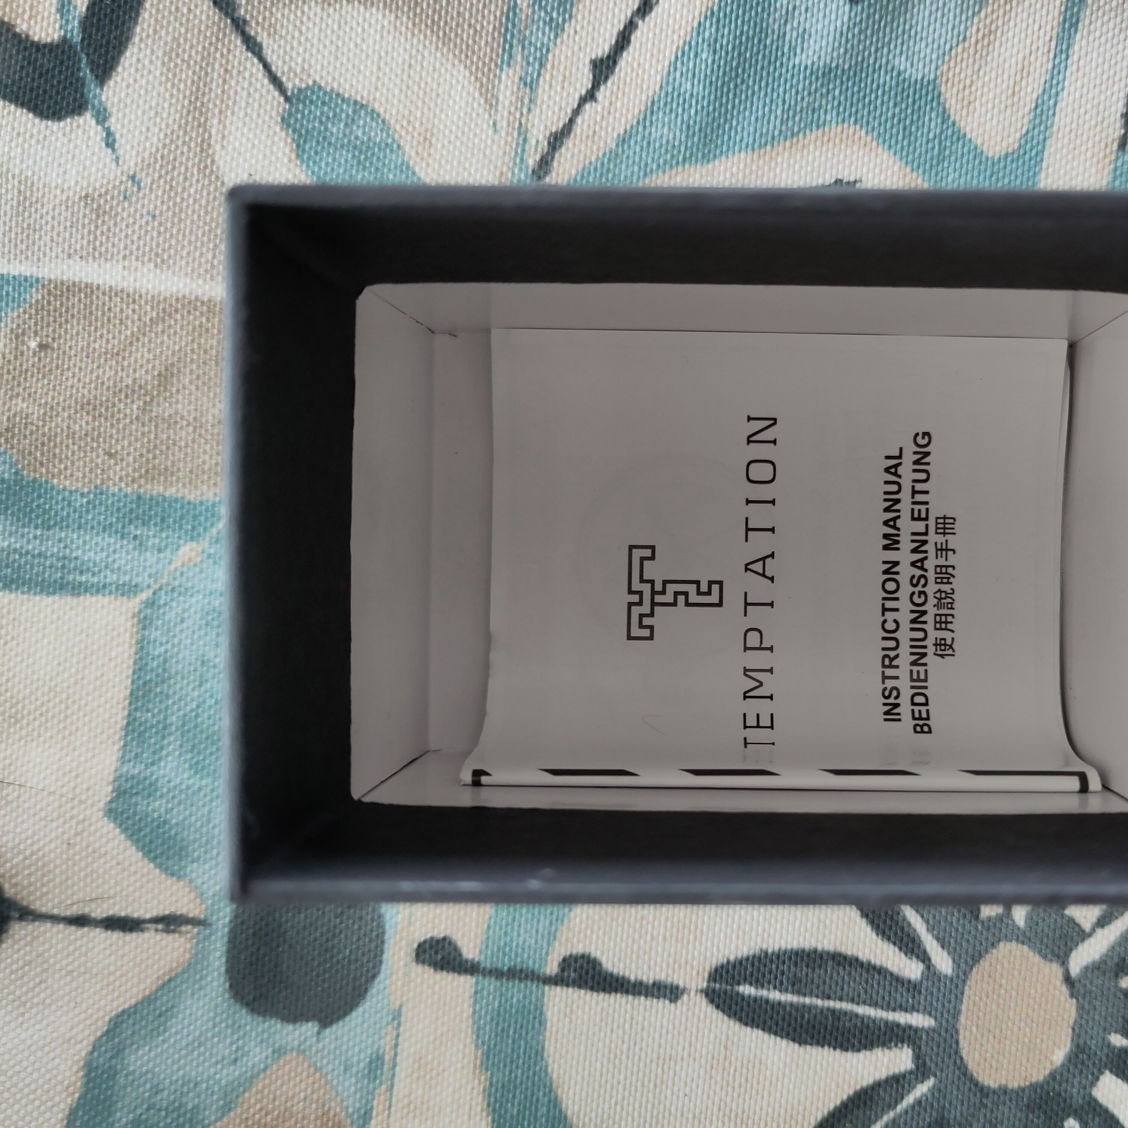 TEMPTATION
INSTRUCTION MANUAL
BEDIENIUNGSANLEITUNG
使用說明手冊